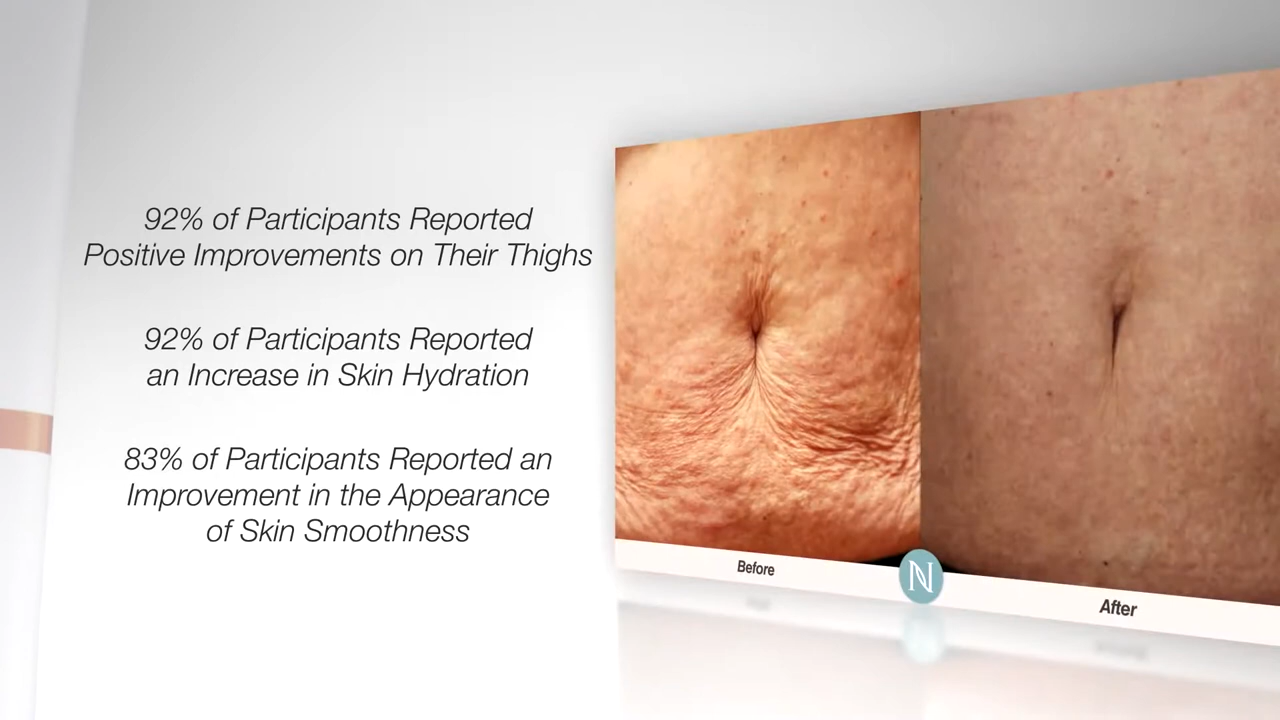 92% of Participants Reported
Positive Improvements on Their Thighs
92% of Participants Reported
an Increase in Skin Hydration
83% of Participants Reported an
Improvement in the Appearance
of Skin Smoothness
Before
N
After